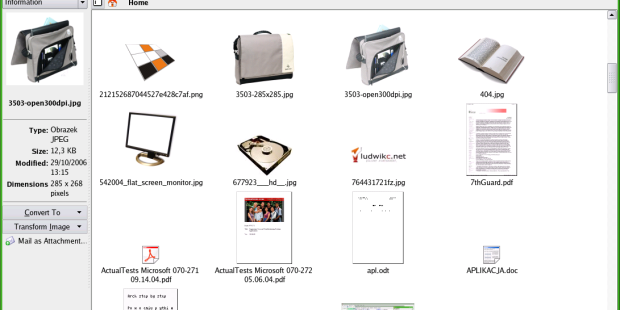 Information
Home
3503-open300dpi.jpg
Type: Obrazek
JPEG
Size: 12,3 KB
Modified: 29/10/2006
13:15
Dimensions 285 x 268
pixels
Convert To
Transform Image
Mail as Attachment...
212152687044527e428c7af.png
3503-285x285.jpg
3503-open300dpi.jpg
404.jpg
ludwikc.net
542004_flat_screen_monitor.jpg
677923___hd__.jpg
764431721fz.jpg
7thGuard.pdf
ActualTests Microsoft 070-271
09.14.04.pdf
ActualTests Microsoft 070-272
05.06.04.pdf
apl.odt
APLIKACJA.doc